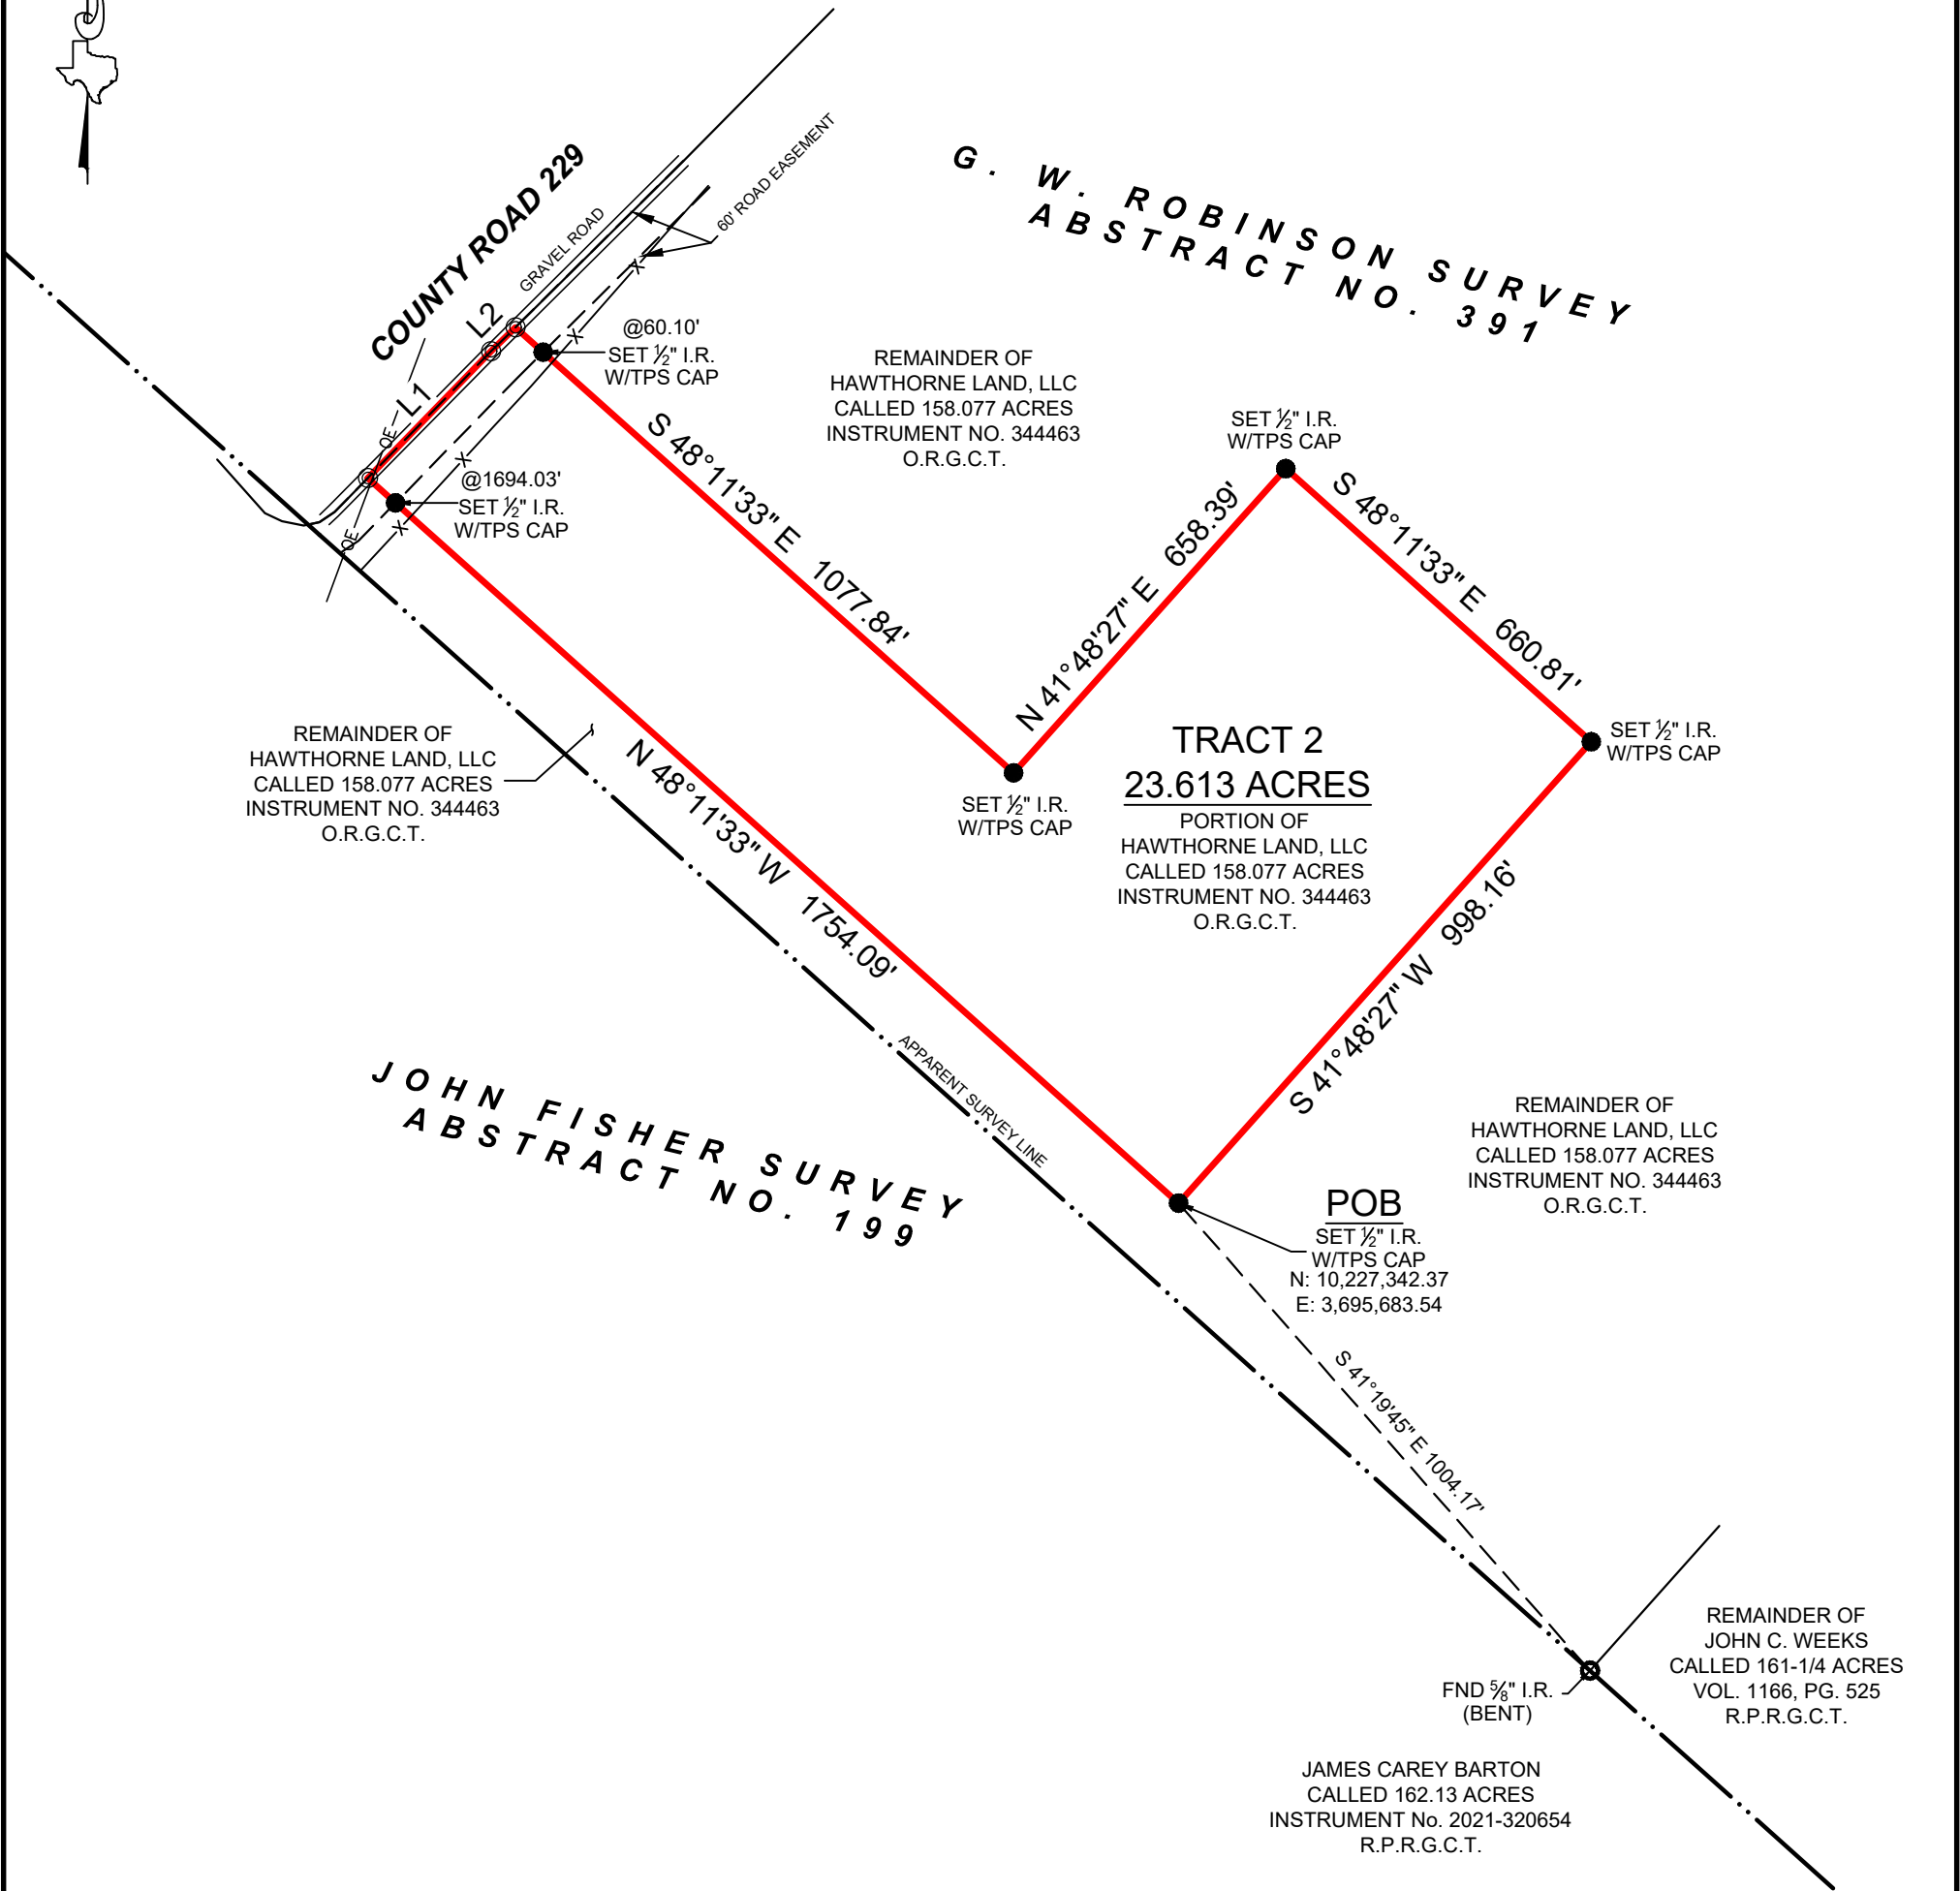 G. W. ROBINSON SURVEY
ABSTRACT NO. 391
COUNTY ROAD 229
GRAVEL ROAD
60' ROAD EASEMENT
L2
L1
OE
OE
X
X
X
X
@60.10'
SET ½" I.R.
W/TPS CAP
@1694.03'
SET ½" I.R.
W/TPS CAP
REMAINDER OF
HAWTHORNE LAND, LLC
CALLED 158.077 ACRES
INSTRUMENT NO. 344463
O.R.G.C.T.
S 48°11'33" E 1077.84'
SET ½" I.R.
W/TPS CAP
N 41°48'27" E 658.39'
S 48°11'33" E 660.81'
SET ½" I.R.
W/TPS CAP
SET ½" I.R.
W/TPS CAP
TRACT 2
23.613 ACRES
PORTION OF
HAWTHORNE LAND, LLC
CALLED 158.077 ACRES
INSTRUMENT NO. 344463
O.R.G.C.T.
REMAINDER OF
HAWTHORNE LAND, LLC
CALLED 158.077 ACRES
INSTRUMENT NO. 344463
O.R.G.C.T.
N 48°11'33" W 1754.09'
S 41°48'27" W 998.16'
APPARENT SURVEY LINE
JOHN FISHER SURVEY
ABSTRACT NO. 199
REMAINDER OF
HAWTHORNE LAND, LLC
CALLED 158.077 ACRES
INSTRUMENT NO. 344463
O.R.G.C.T.
POB
SET ½" I.R.
W/TPS CAP
N: 10,227,342.37
E: 3,695,683.54
S 41°19'45" E 1004.17'
FND ⅝" I.R.
(BENT)
REMAINDER OF
JOHN C. WEEKS
CALLED 161-1/4 ACRES
VOL. 1166, PG. 525
R.P.R.G.C.T.
JAMES CAREY BARTON
CALLED 162.13 ACRES
INSTRUMENT No. 2021-320654
R.P.R.G.C.T.